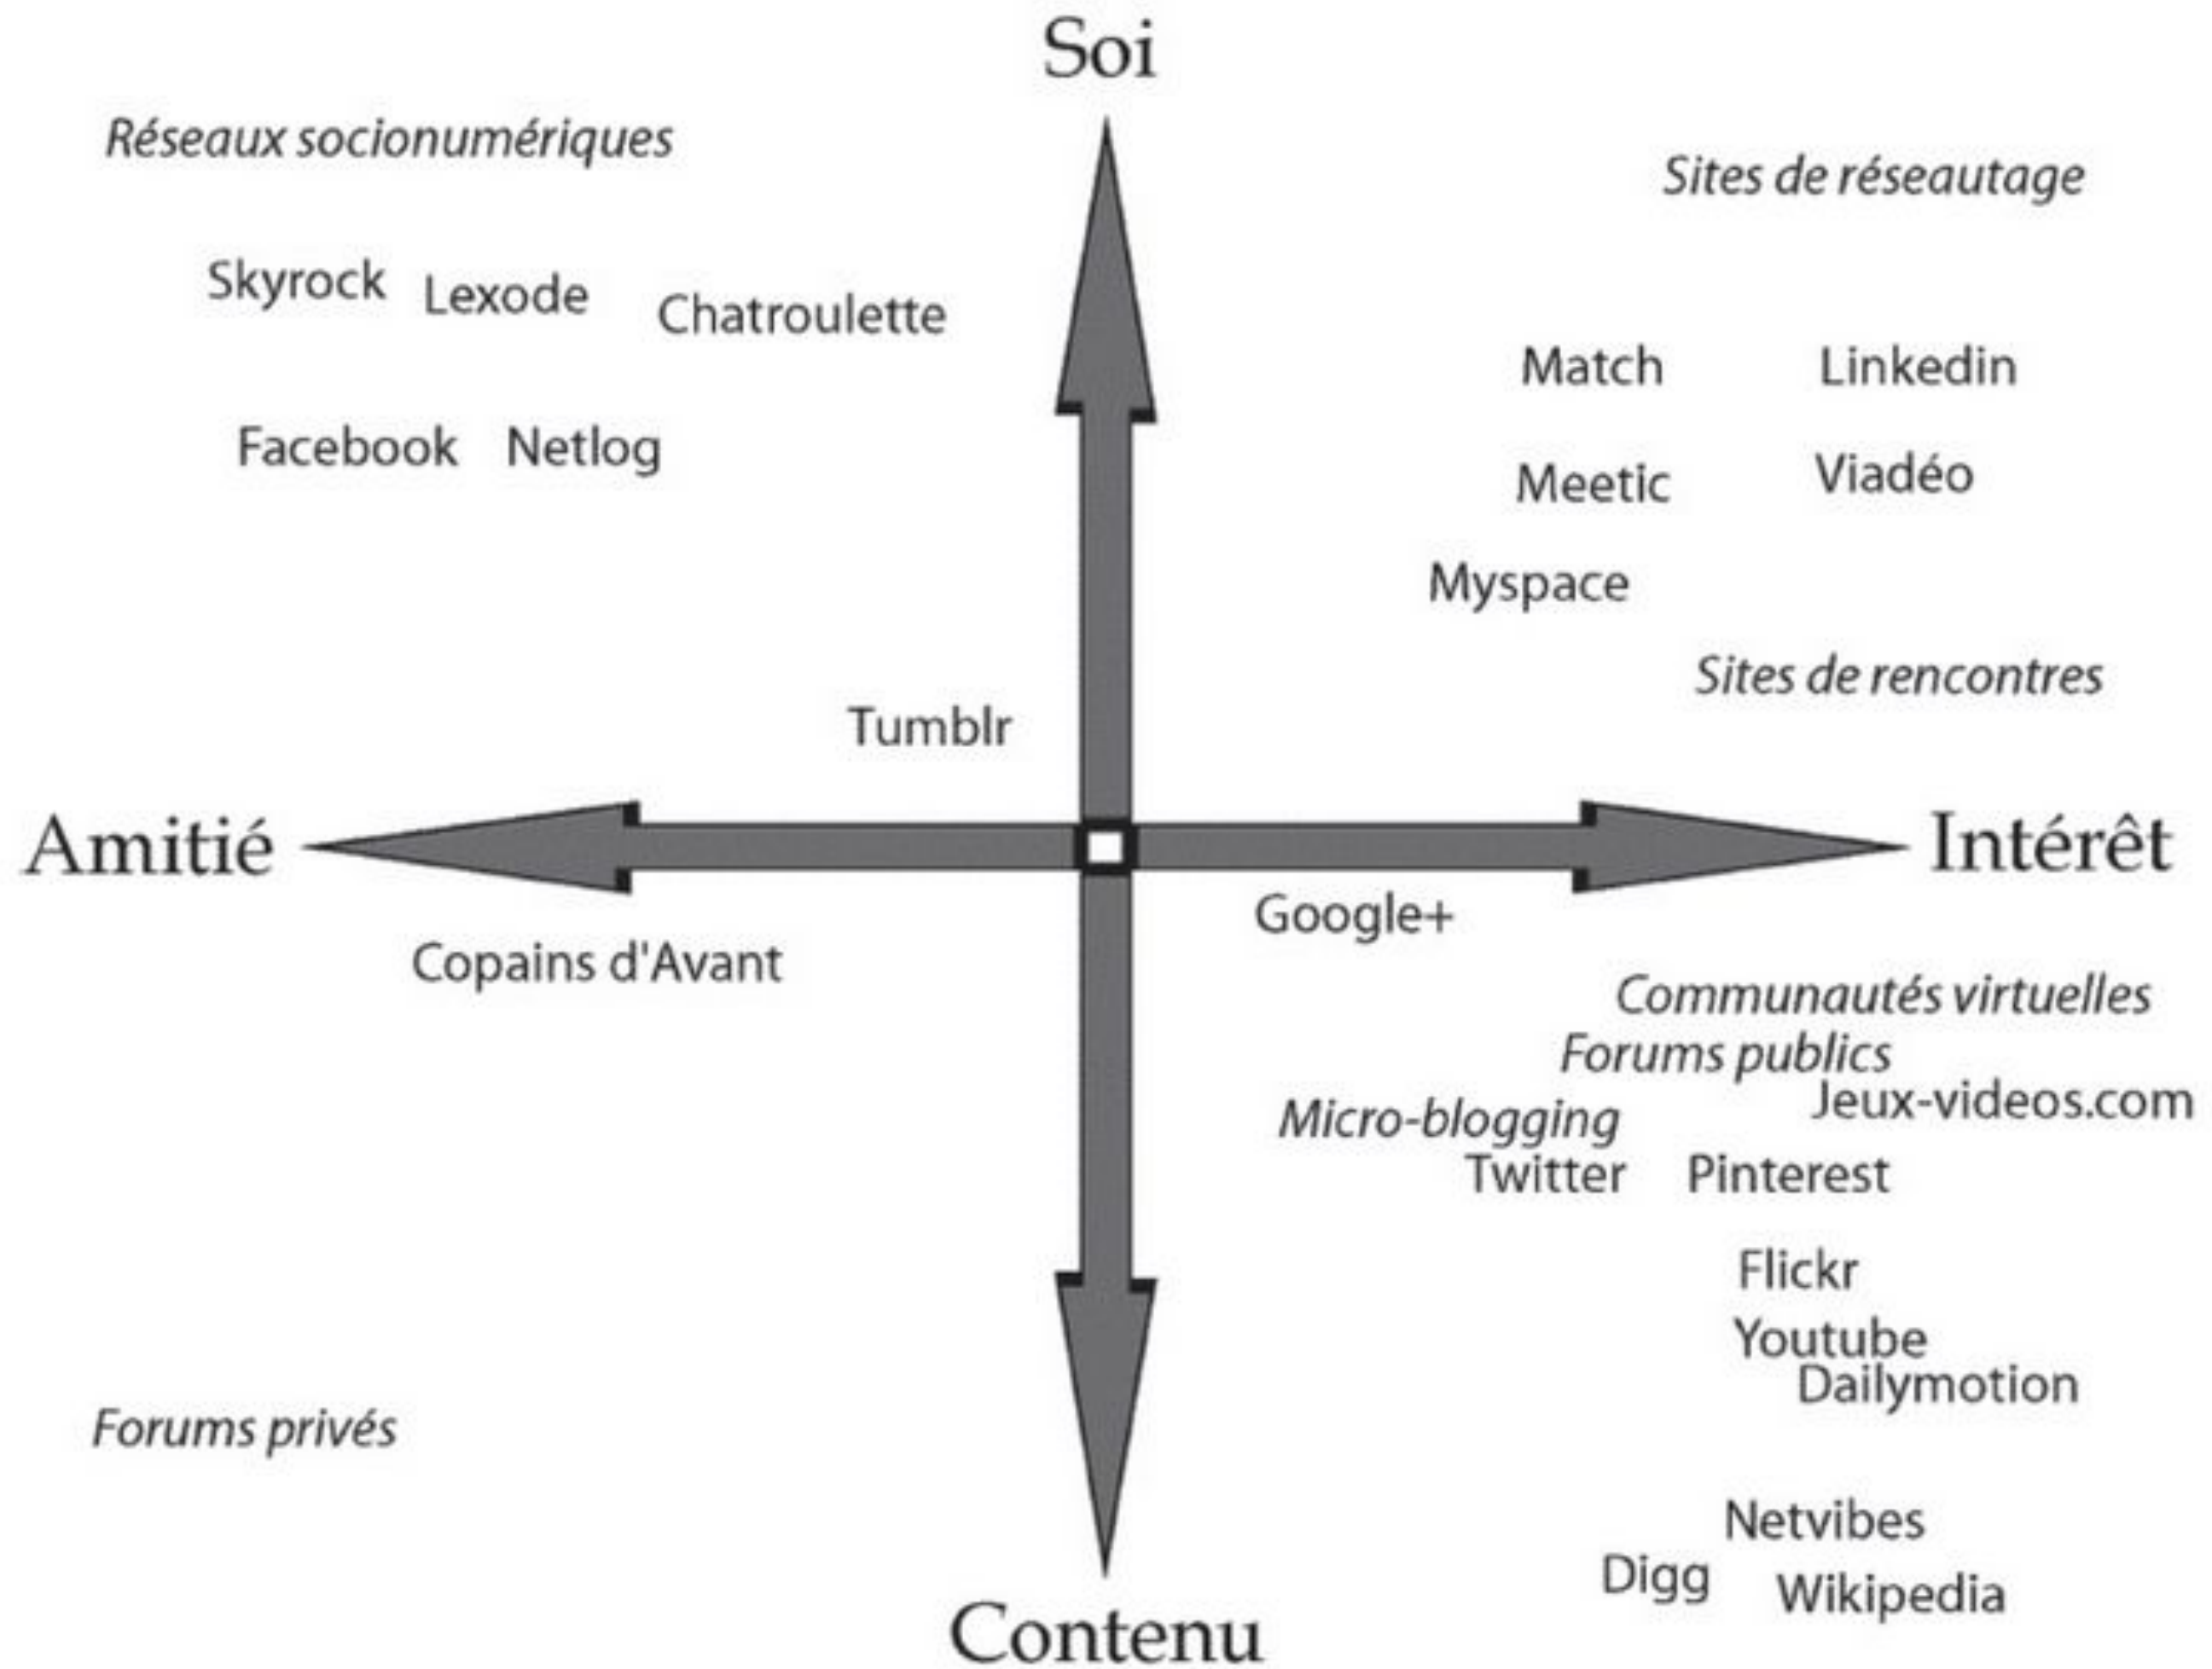 Soi
Réseaux socionumériques
Sites de réseautage
Skyrock
Lexode
Chatroulette
Match
Linkedin
Facebook
Netlog
Meetic
Viadéo
Myspace
Sites de rencontres
Tumblr
Amitié
Intérêt
Google+
Copains d'Avant
Communautés virtuelles
Forums publics
Jeux-videos.com
Micro-blogging
Twitter
Pinterest
Flickr
Youtube
Dailymotion
Forums privés
Netvibes
Digg
Wikipedia
Contenu